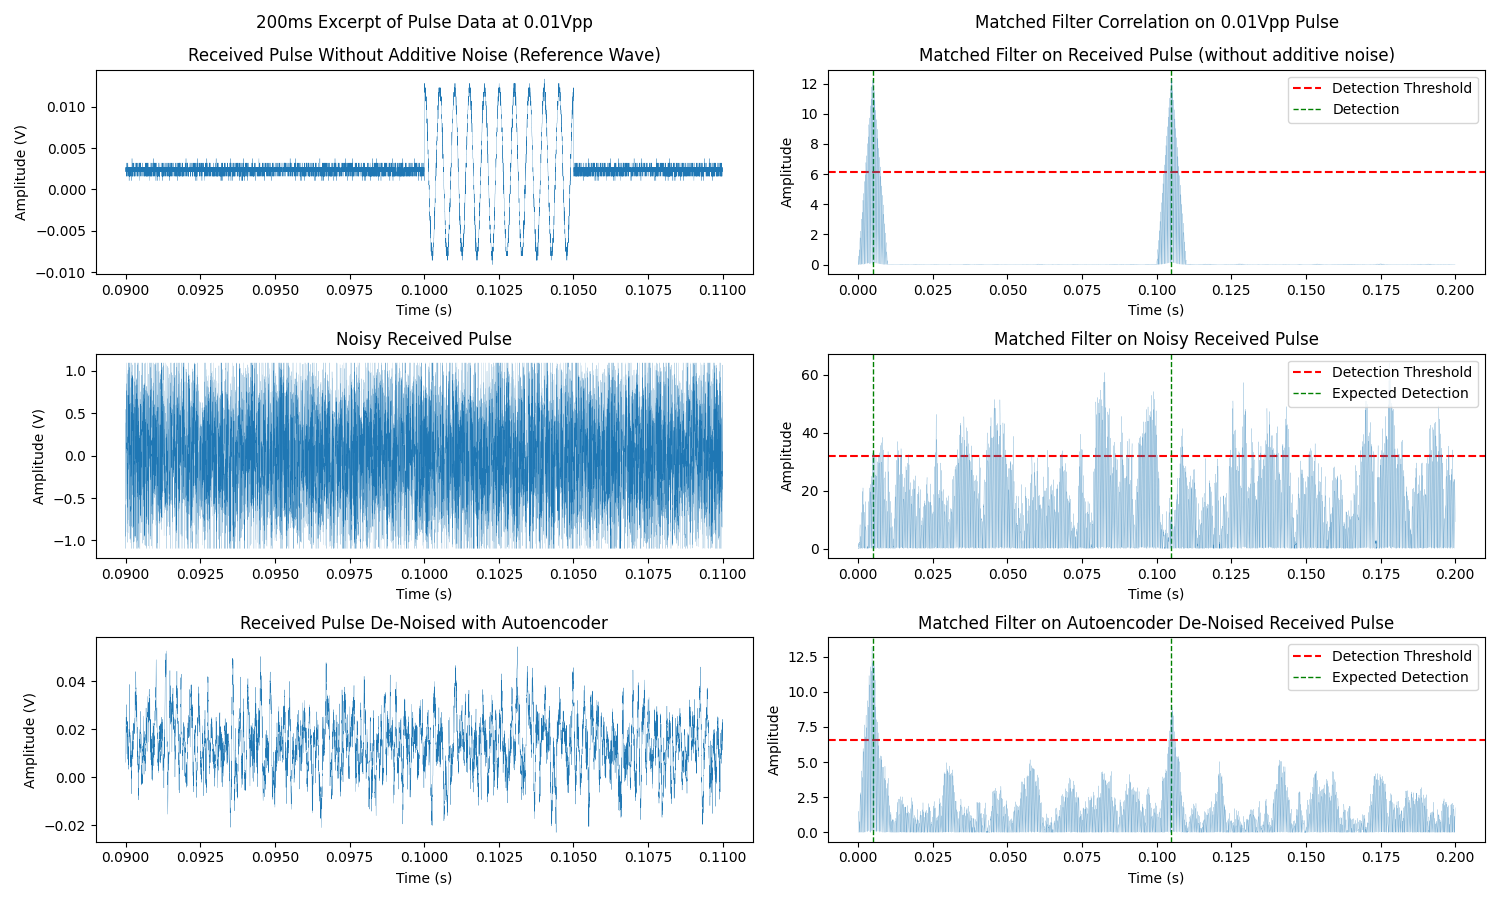 200ms Excerpt of Pulse Data at 0.01Vpp
Received Pulse Without Additive Noise (Reference Wave)
Amplitude (V)
0.010
0.005
0.000
−0.005
−0.010
0.0900 0.0925 0.0950 0.0975 0.1000 0.1025 0.1050 0.1075 0.1100
Time (s)
Matched Filter Correlation on 0.01Vpp Pulse
Matched Filter on Received Pulse (without additive noise)
Amplitude
12
10
8
6
4
2
0
Detection Threshold
Detection
0.000 0.025 0.050 0.075 0.100 0.125 0.150 0.175 0.200
Time (s)
Noisy Received Pulse
Amplitude (V)
1.0
0.5
0.0
−0.5
−1.0
0.0900 0.0925 0.0950 0.0975 0.1000 0.1025 0.1050 0.1075 0.1100
Time (s)
Matched Filter on Noisy Received Pulse
Amplitude
60
40
20
0
Detection Threshold
Expected Detection
0.000 0.025 0.050 0.075 0.100 0.125 0.150 0.175 0.200
Time (s)
Received Pulse De-Noised with Autoencoder
Amplitude (V)
0.04
0.02
0.00
−0.02
0.0900 0.0925 0.0950 0.0975 0.1000 0.1025 0.1050 0.1075 0.1100
Time (s)
Matched Filter on Autoencoder De-Noised Received Pulse
Amplitude
12.5
10.0
7.5
5.0
2.5
0.0
Detection Threshold
Expected Detection
0.000 0.025 0.050 0.075 0.100 0.125 0.150 0.175 0.200
Time (s)